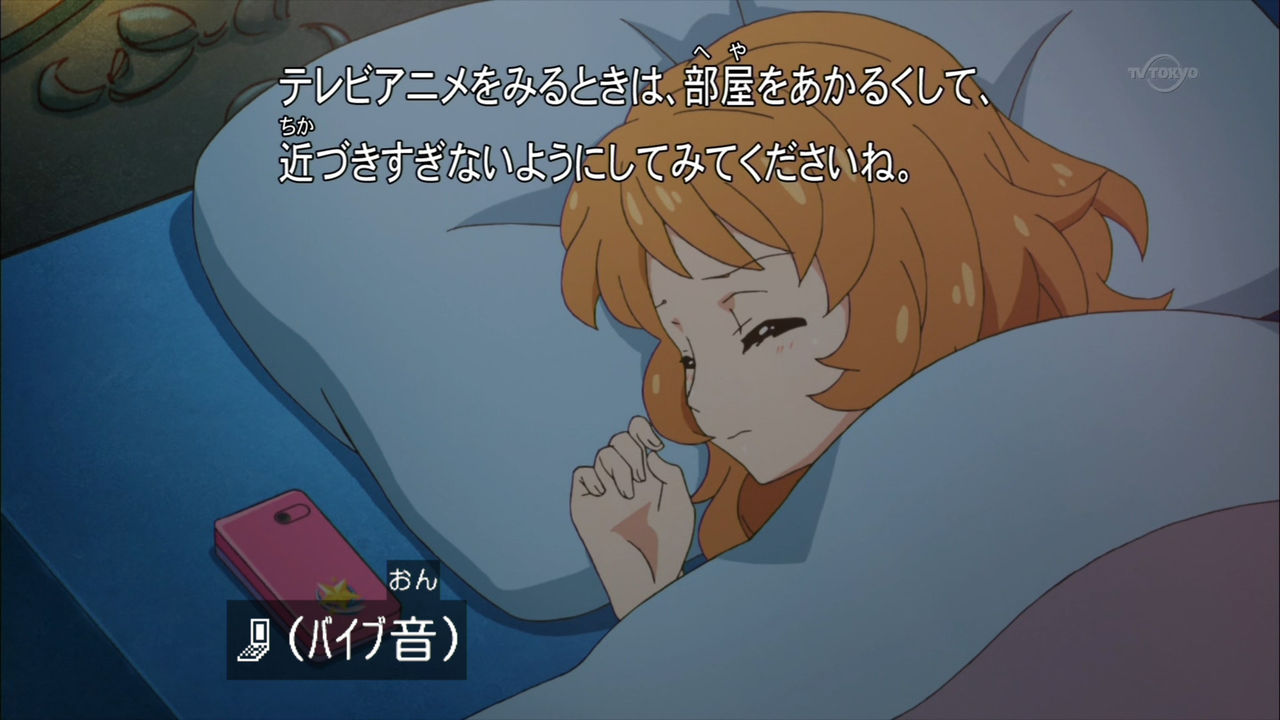 テレビアニメをみるときは、部屋をあかるくして、
近づきすぎないようにしてみてくださいね。
TV TOKYO
(バイブ音)